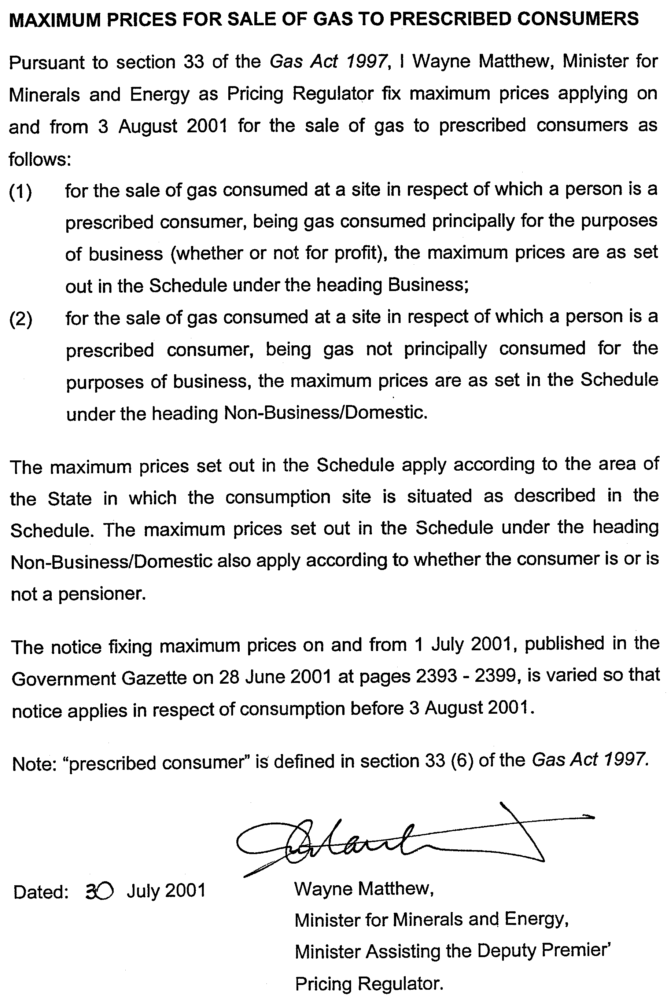 MAXIMUM PRICES FOR SALE OF GAS TO PRESCRIBED CONSUMERS
Pursuant to section 33 of the Gas Act 1997, I Wayne Matthew, Minister for
Minerals and Energy as Pricing Regulator fix maximum prices applying on
and from 3 August 2001 for the sale of gas to prescribed consumers as
follows:
(1) for the sale of gas consumed at a site in respect of which a person is a
prescribed consumer, being gas consumed principally for the purposes
of business (whether or not for profit), the maximum prices are as set
out in the Schedule under the heading Business;
(2) for the sale of gas consumed at a site in respect of which a person is a
prescribed consumer, being gas not principally consumed for the
purposes of business, the maximum prices are as set in the Schedule
under the heading Non-Business/Domestic.
The maximum prices set out in the Schedule apply according to the area of
the State in which the consumption site is situated as described in the
Schedule. The maximum prices set out in the Schedule under the heading
Non-Business/Domestic also apply according to whether the consumer is or is
not a pensioner.
The notice fixing maximum prices on and from 1 July 2001, published in the
Government Gazette on 28 June 2001 at pages 2393 - 2399, is varied so that
notice applies in respect of consumption before 3 August 2001.
Note: “prescribed consumer” is defined in section 33 (6) of the Gas Act 1997.
Dated: 30 July 2001
Wayne Matthew,
Minister for Minerals and Energy,
Minister Assisting the Deputy Premier’
Pricing Regulator.